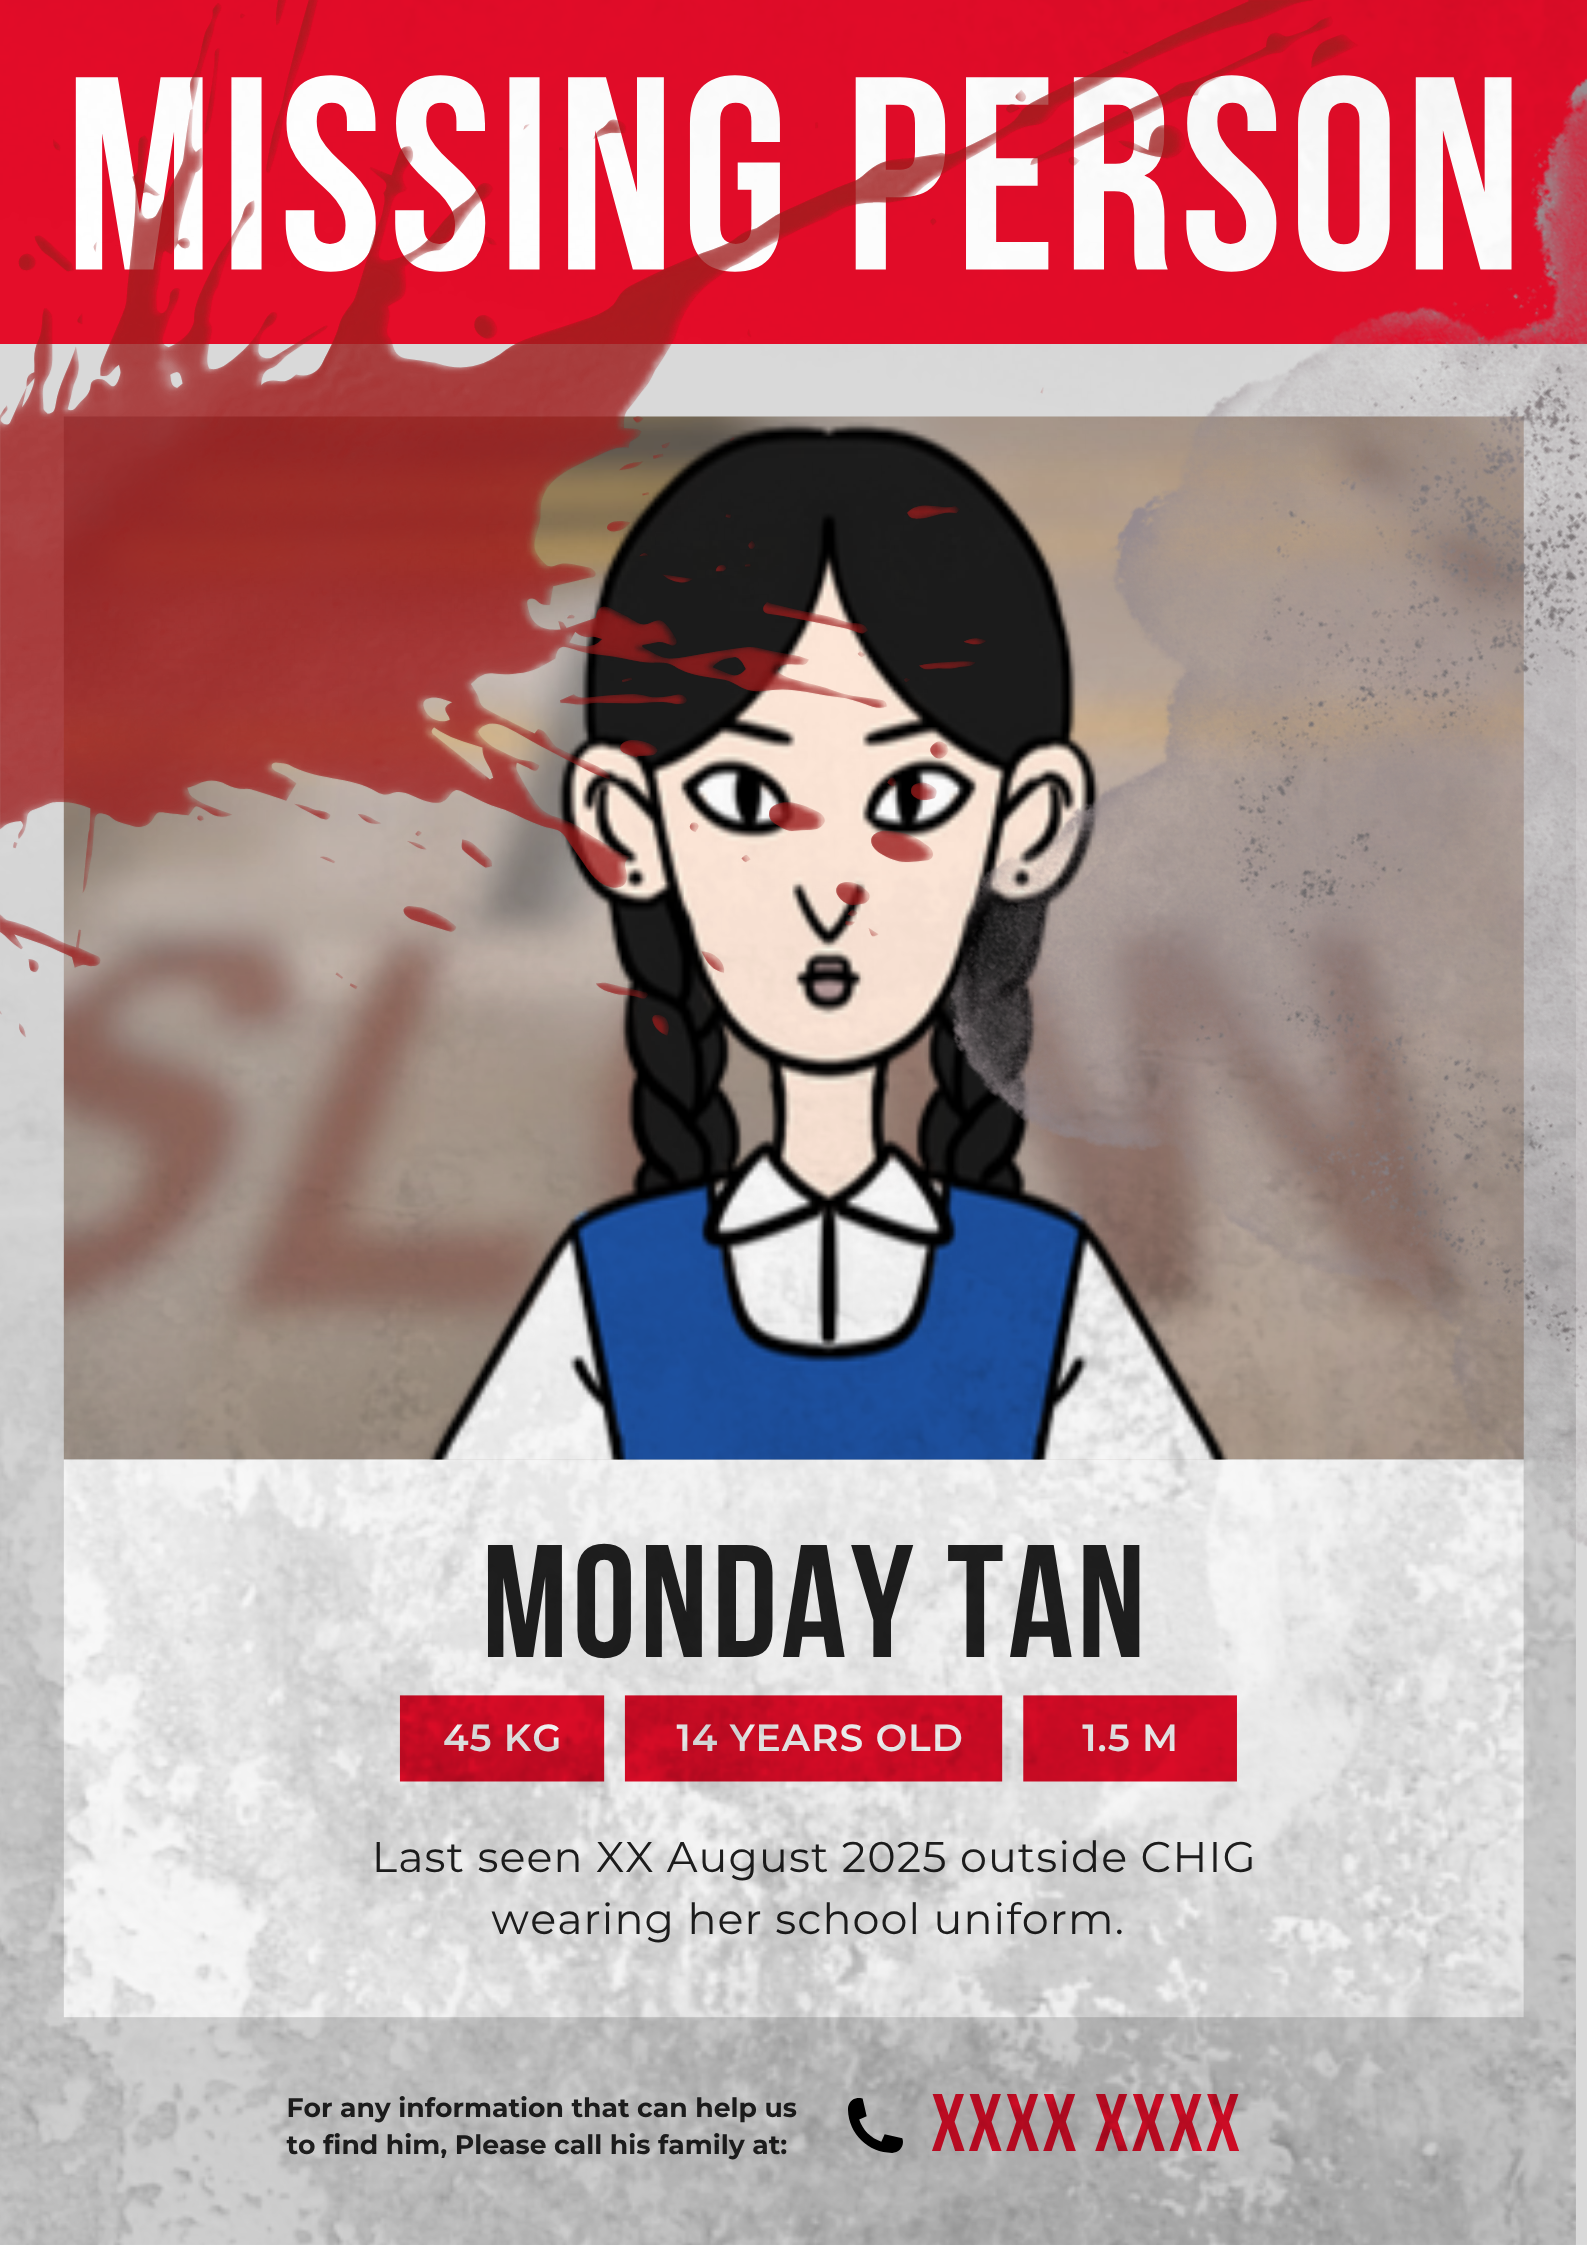 MISSING PERSON
SL
N
MONDAY TAN
45 KG
14 YEARS OLD
1.5 M
Last seen XX August 2025 outside CHIG
wearing her school uniform.
For any information that can help us
to find him, Please call his family at:
XXXX XXXX